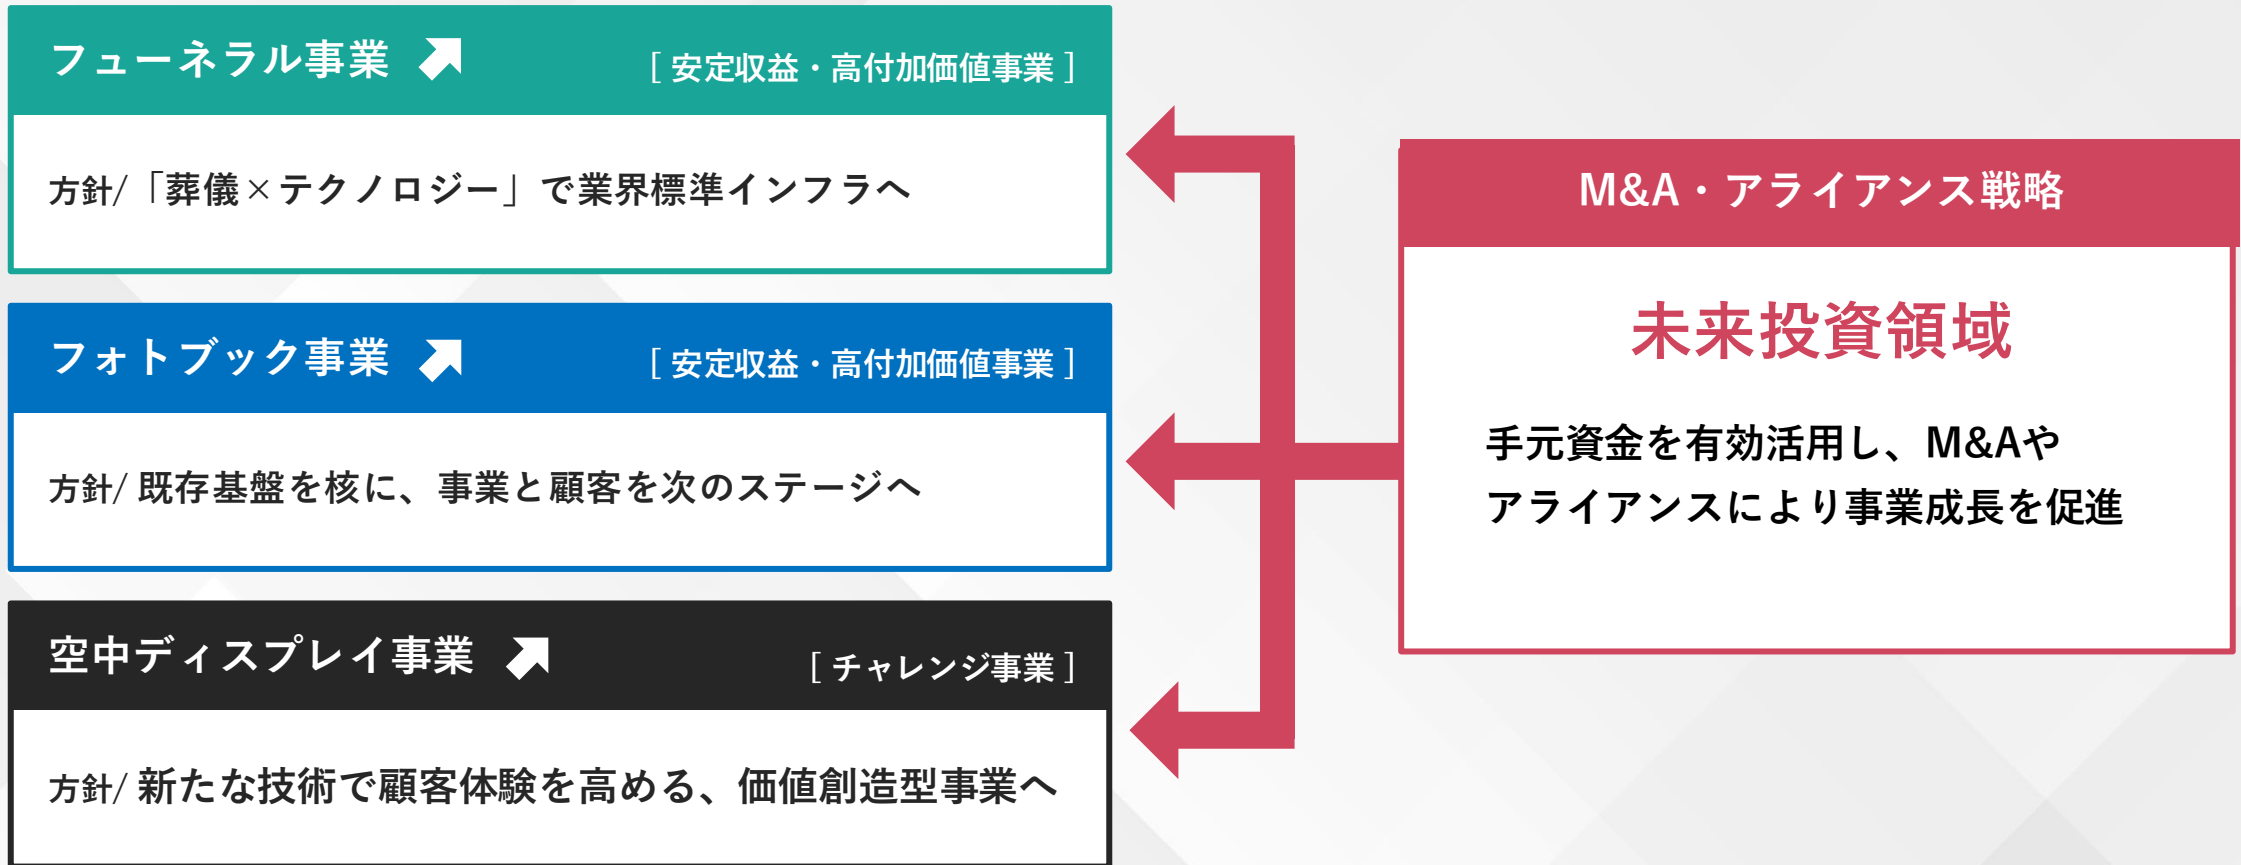 フューネラル事業
[ 安定収益・高付加価値事業 ]
方針/「葬儀×テクノロジー」で業界標準インフラへ
フォトブック事業
[ 安定収益・高付加価値事業 ]
方針/ 既存基盤を核に、事業と顧客を次のステージへ
空中ディスプレイ事業
[ チャレンジ事業 ]
方針/ 新たな技術で顧客体験を高める、価値創造型事業へ
M&A・アライアンス戦略
未来投資領域
手元資金を有効活用し、M&Aや
アライアンスにより事業成長を促進